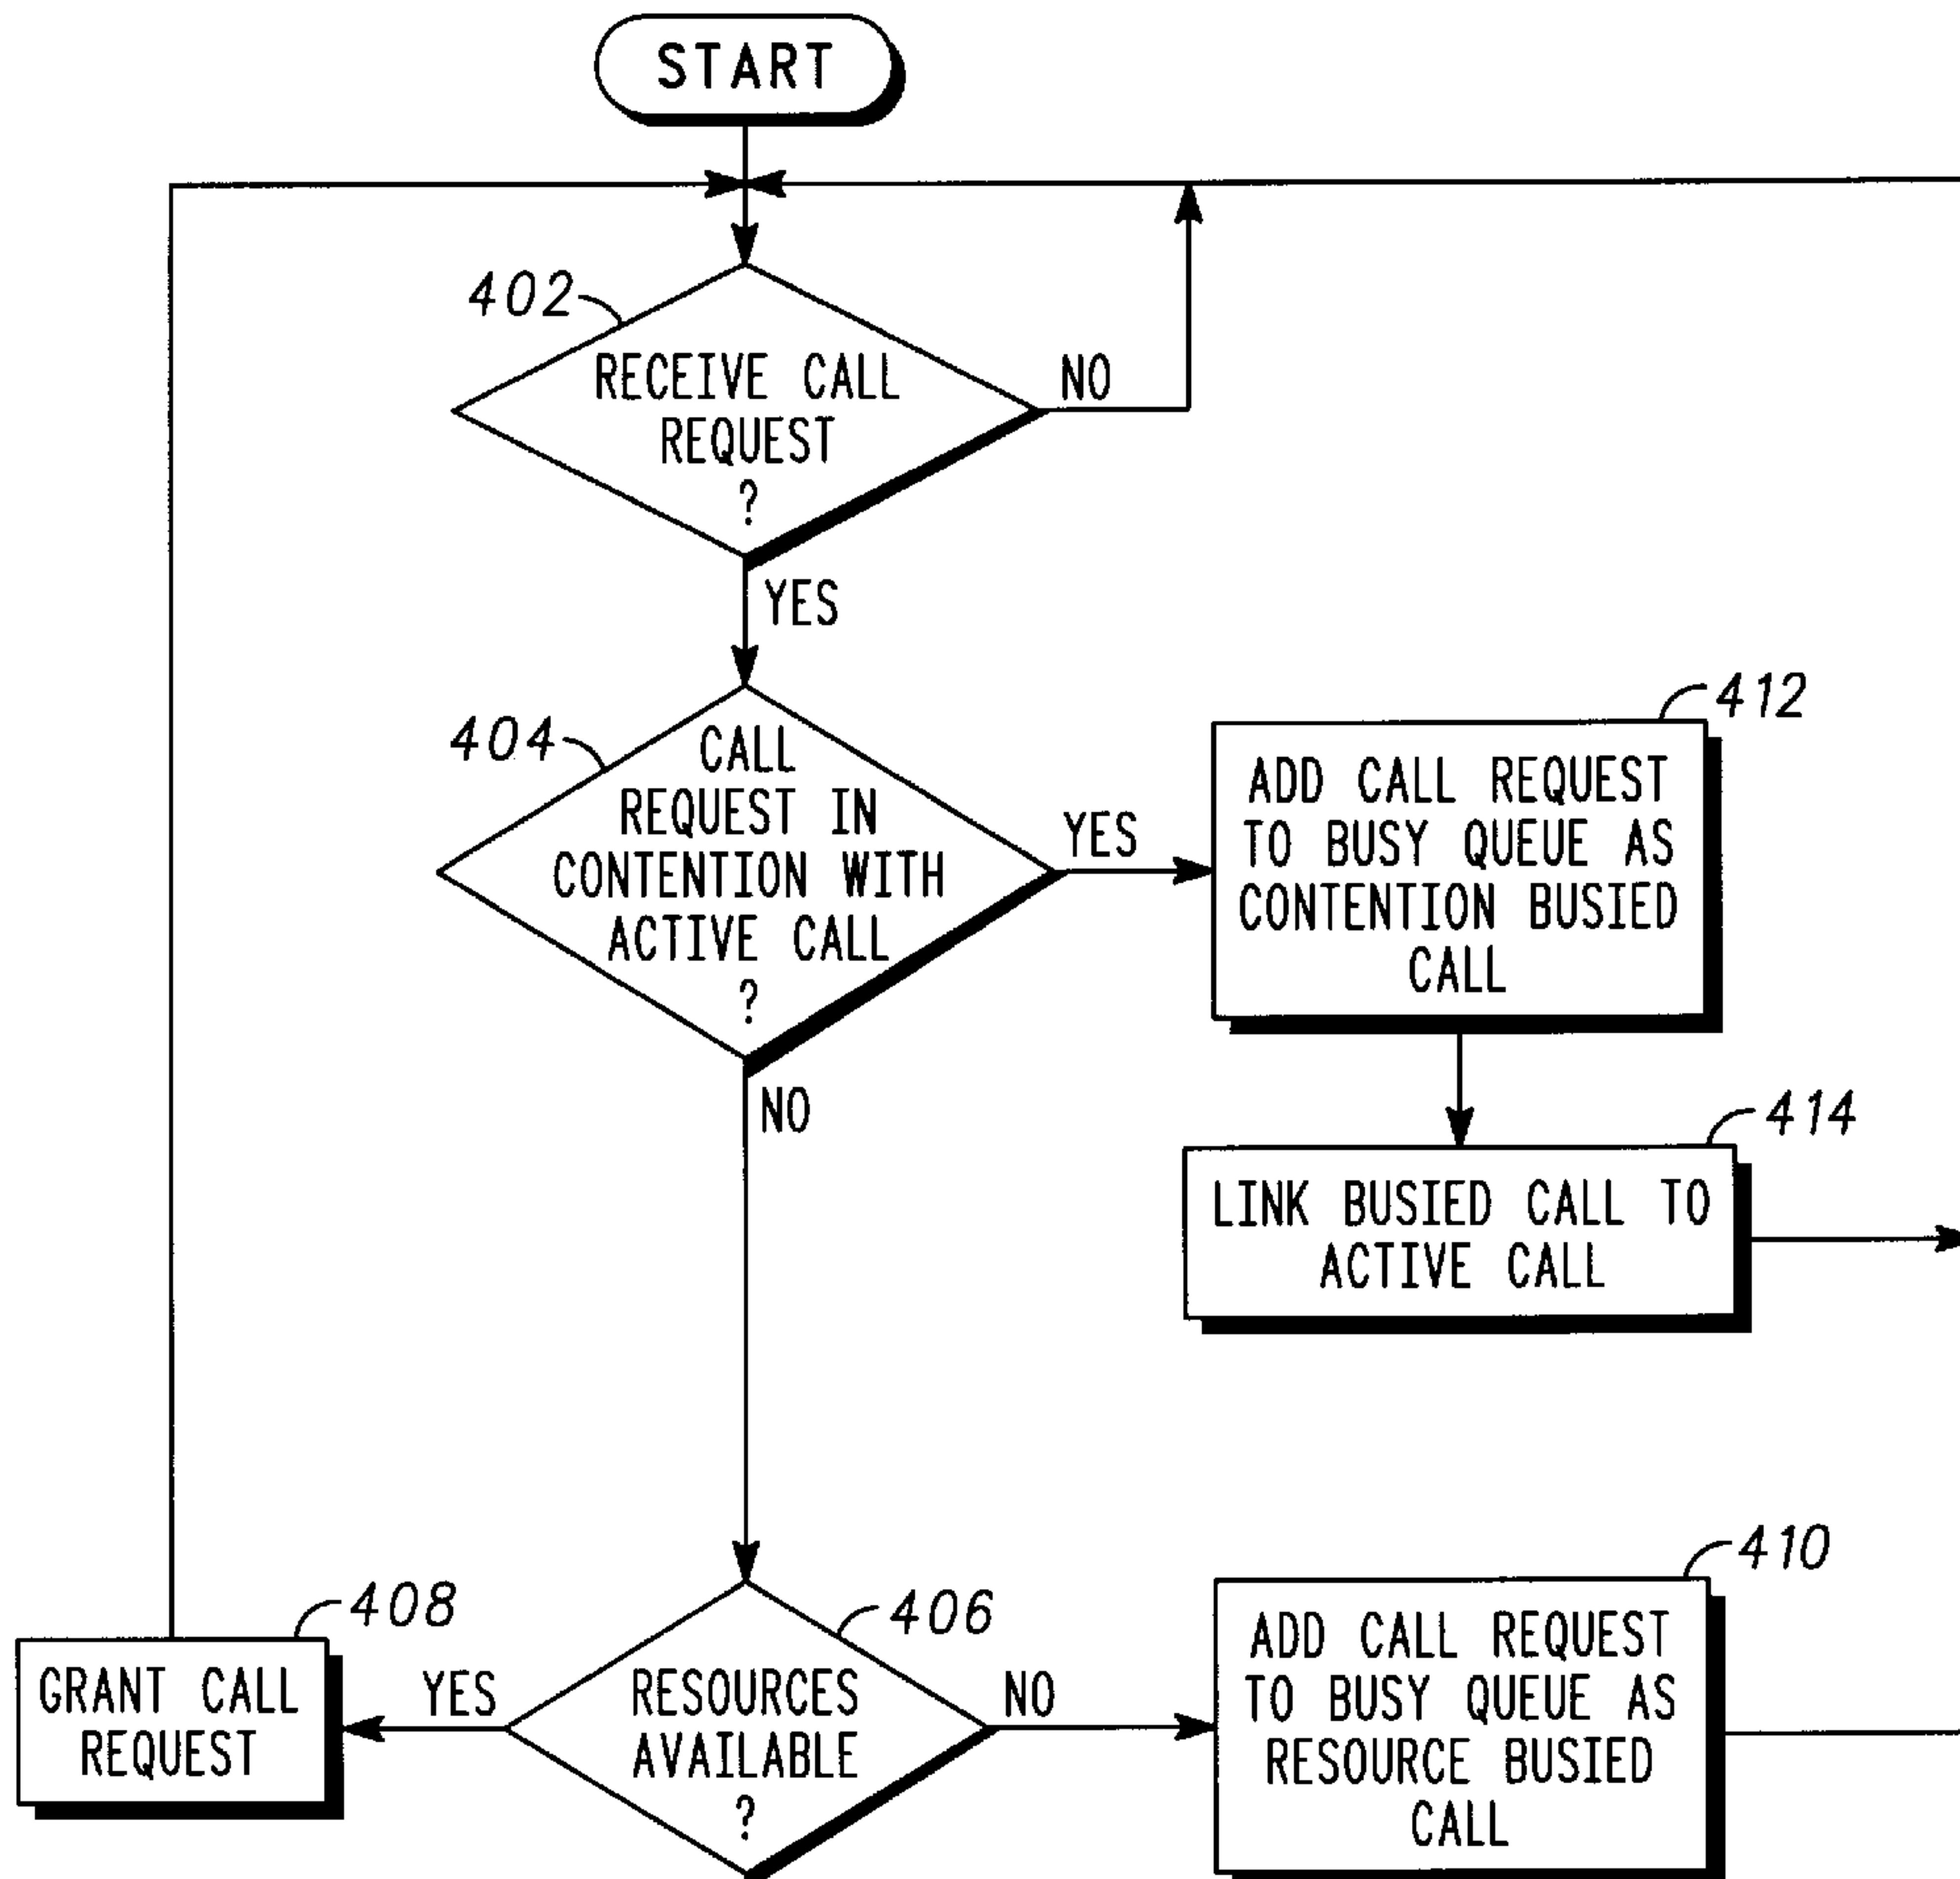 START
402
RECEIVE CALL
REQUEST
?
NO
YES
404
CALL
REQUEST IN
CONTENTION WITH
ACTIVE CALL
?
YES
NO
412
ADD CALL REQUEST
TO BUSY QUEUE AS
CONTENTION BUSIED
CALL
414
LINK BUSIED CALL TO
ACTIVE CALL
408
GRANT CALL
REQUEST
YES
406
RESOURCES
AVAILABLE
?
NO
410
ADD CALL REQUEST
TO BUSY QUEUE AS
RESOURCE BUSIED
CALL